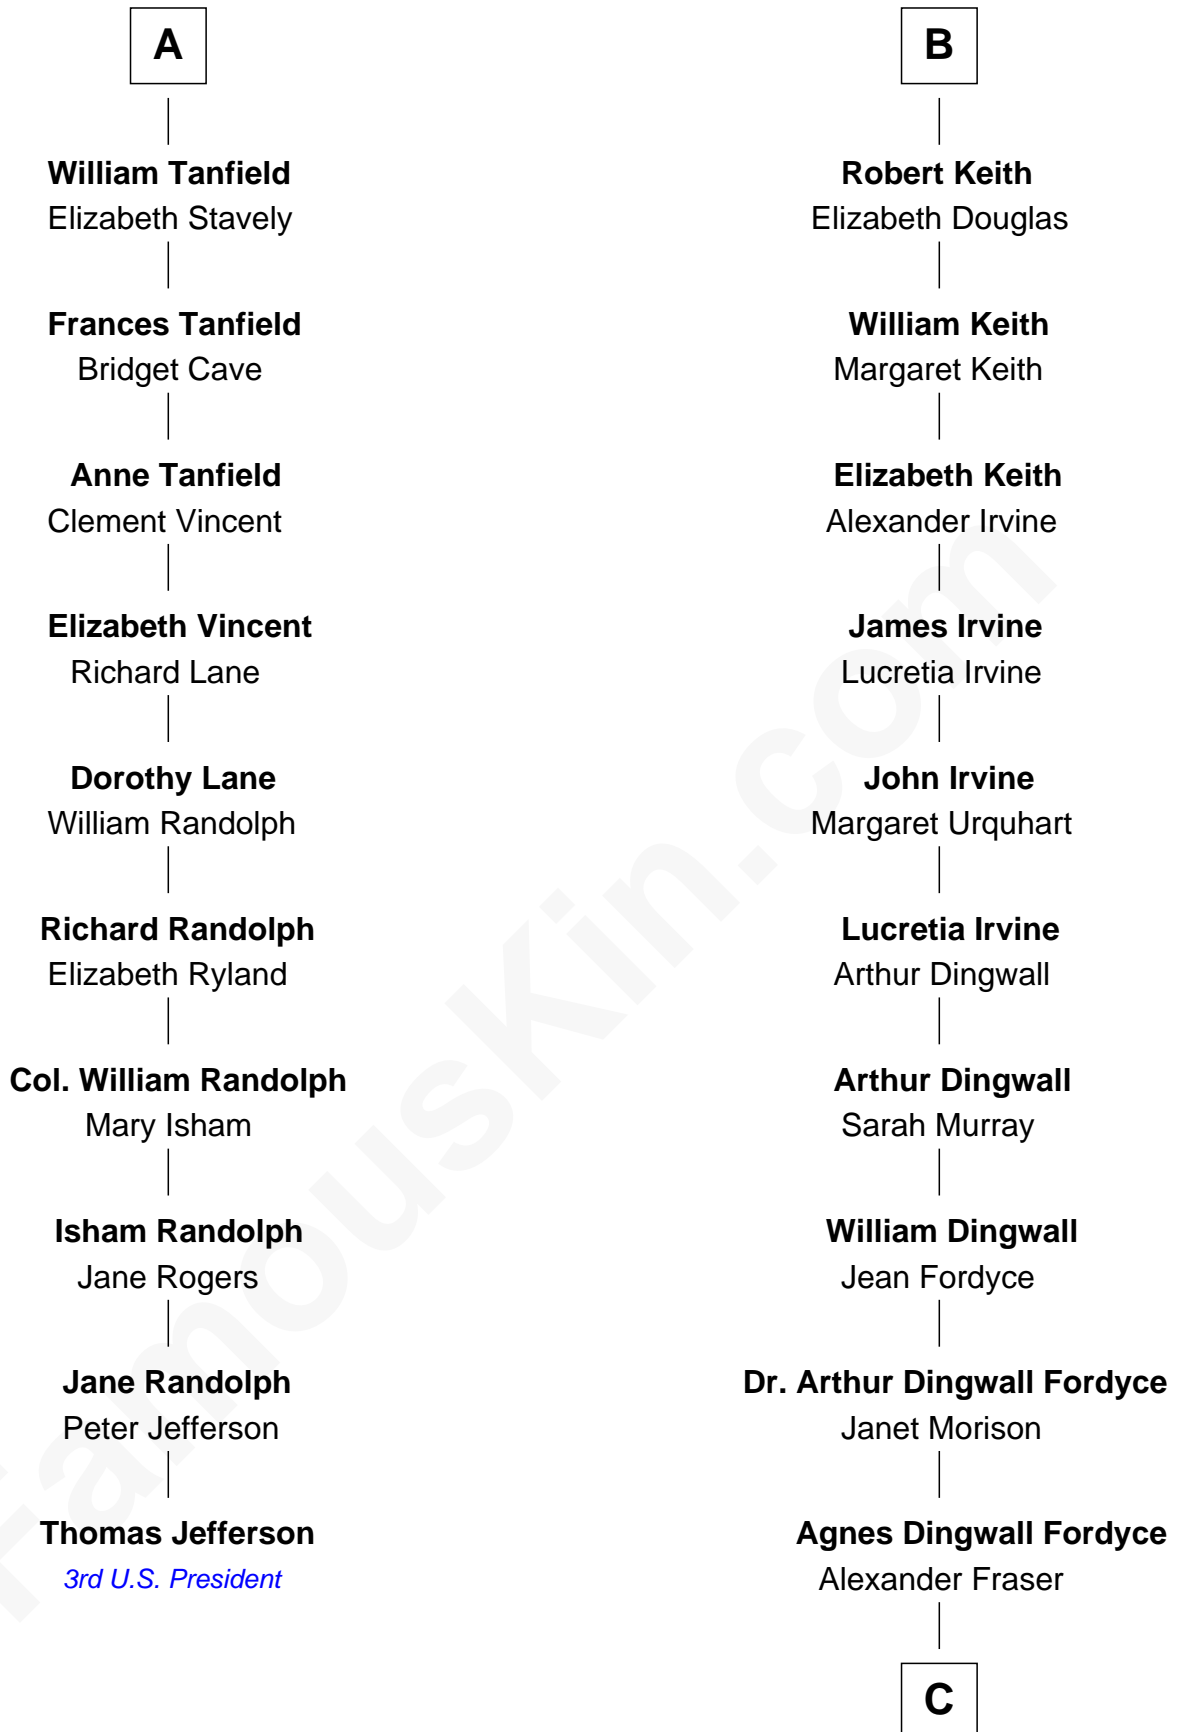 A
William Tanfield
Elizabeth Stavely
Frances Tanfield
Bridget Cave
Anne Tanfield
Clement Vincent
Elizabeth Vincent
Richard Lane
Dorothy Lane
William Randolph
Richard Randolph
Elizabeth Ryland
Col. William Randolph
Mary Isham
Isham Randolph
Jane Rogers
Jane Randolph
Peter Jefferson
Thomas Jefferson
3rd U.S. President
B
Robert Keith
Elizabeth Douglas
William Keith
Margaret Keith
Elizabeth Keith
Alexander Irvine
James Irvine
Lucretia Irvine
John Irvine
Margaret Urquhart
Lucretia Irvine
Arthur Dingwall
Arthur Dingwall
Sarah Murray
William Dingwall
Jean Fordyce
Dr. Arthur Dingwall Fordyce
Janet Morison
Agnes Dingwall Fordyce
Alexander Fraser
C
FamousKin.com